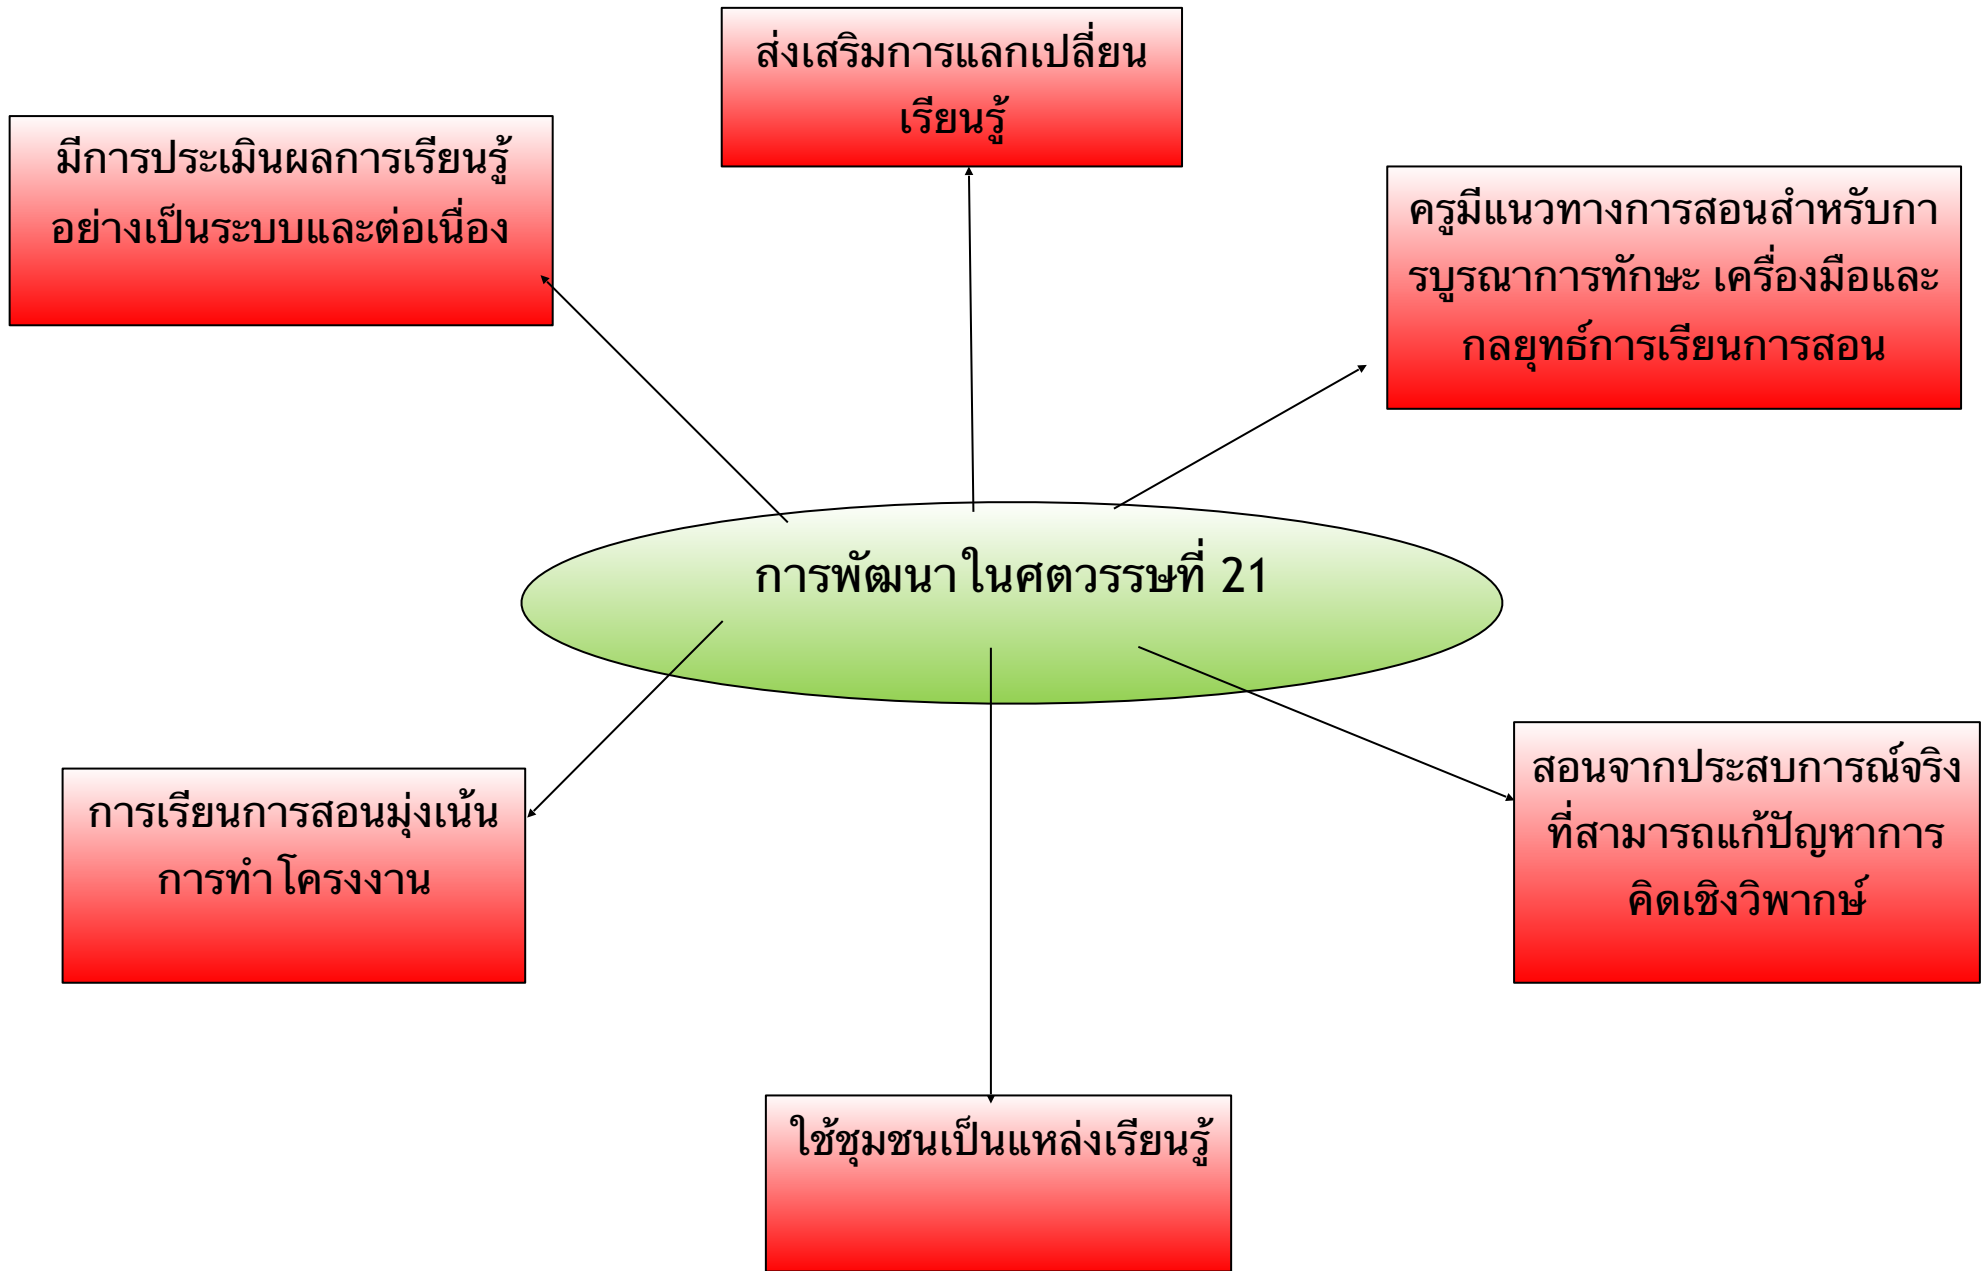 ส่งเสริมการแลกเปลี่ยน
เรียนรู้
มีการประเมินผลการเรียนรู้
อย่างเป็นระบบและต่อเนื่อง
ครูมีแนวทางการสอนสำหรับกา
รบูรณาการทักษะ เครื่องมือและ
กลยุทธ์การเรียนการสอน
การพัฒนาในศตวรรษที่ 21
การเรียนการสอนมุ่งเน้น
การทำโครงงาน
สอนจากประสบการณ์จริง
ที่สามารถแก้ปัญหาการ
คิดเชิงวิพากษ์
ใช้ชุมชนเป็นแหล่งเรียนรู้